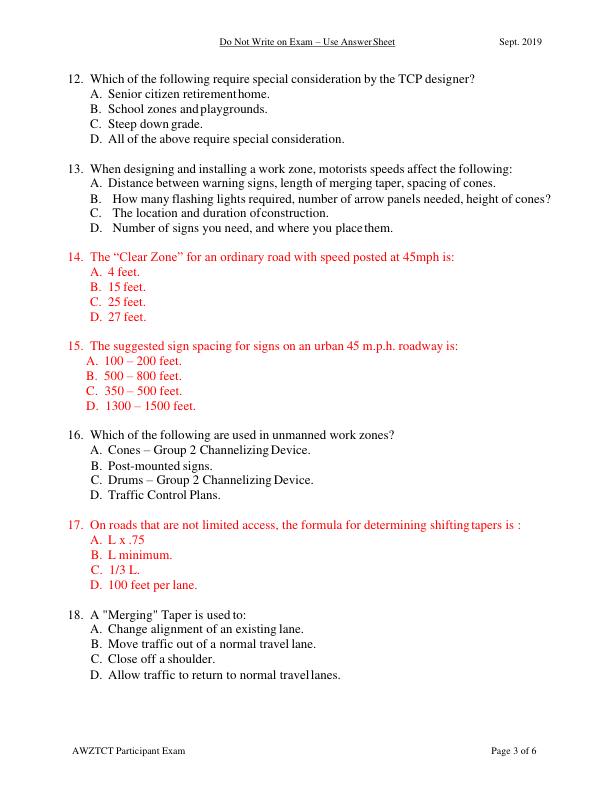 Do Not Write on Exam – Use Answer Sheet Sept. 2019
12. Which of the following require special consideration by the TCP designer?
A. Senior citizen retirement home.
B. School zones and playgrounds.
C. Steep down grade.
D. All of the above require special consideration.
13. When designing and installing a work zone, motorists speeds affect the following:
A. Distance between warning signs, length of merging taper, spacing of cones.
B. How many flashing lights required, number of arrow panels needed, height of cones?
C. The location and duration of construction.
D. Number of signs you need, and where you place them.
14. The “Clear Zone” for an ordinary road with speed posted at 45mph is:
A. 4 feet.
B. 15 feet.
C. 25 feet.
D. 27 feet.
15. The suggested sign spacing for signs on an urban 45 m.p.h. roadway is:
A. 100 – 200 feet.
B. 500 – 800 feet.
C. 350 – 500 feet.
D. 1300 – 1500 feet.
16. Which of the following are used in unmanned work zones?
A. Cones – Group 2 Channelizing Device.
B. Post-mounted signs.
C. Drums – Group 2 Channelizing Device.
D. Traffic Control Plans.
17. On roads that are not limited access, the formula for determining shifting tapers is :
A. L x .75
B. L minimum.
C. 1/3 L.
D. 100 feet per lane.
18. A "Merging" Taper is used to:
A. Change alignment of an existing lane.
B. Move traffic out of a normal travel lane.
C. Close off a shoulder.
D. Allow traffic to return to normal travel lanes.
AWZTCT Participant Exam Page 3 of 6